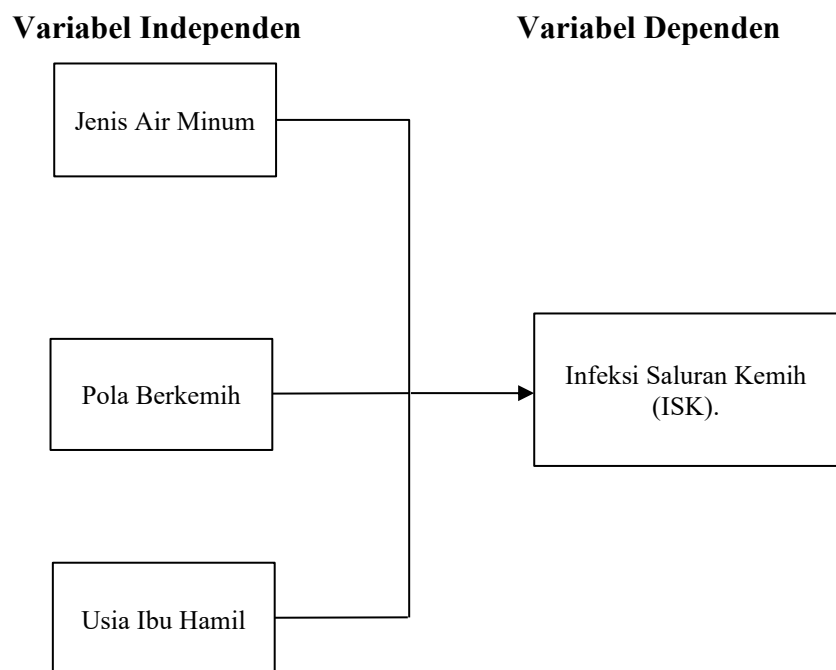 Variabel Independen
Variabel Dependen
Jenis Air Minum
Pola Berkemih
Infeksi Saluran Kemih
(ISK).
Usia Ibu Hamil